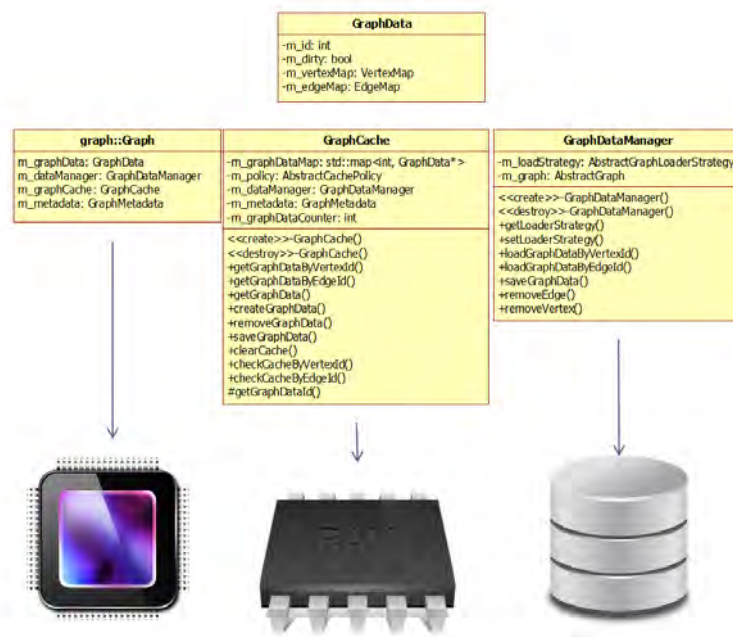 GraphData
-m_id: int
-m_dirty: bool
-m_vertexMap: VertexMap
-m_edgeMap: EdgeMap
graph::Graph
m_graphData: GraphData
m_dataManager: GraphDataManager
m_graphCache: GraphCache
m_metadata: GraphMetadata
GraphCache
-m_graphDataMap: std::map<int, GraphData*>
-m_policy: AbstractCachePolicy
-m_dataManager: GraphDataManager
-m_metadata: GraphMetadata
-m_graphDataCounter: int
<<create>>-GraphCache()
<<destroy>>-GraphCache()
+getGraphDataByVertexId()
+getGraphDataByEdgeId()
+getGraphData()
+createGraphData()
+removeGraphData()
+saveGraphData()
+clearCache()
+checkCacheByVertexId()
+checkCacheByEdgeId()
#getGraphDataId()
GraphDataManager
-m_loadStrategy: AbstractGraphLoaderStrategy
-m_graph: AbstractGraph
<<create>>-GraphDataManager()
<<destroy>>-GraphDataManager()
+getLoaderStrategy()
+setLoaderStrategy()
+loadGraphDataByVertexId()
+loadGraphDataByEdgeId()
+saveGraphData()
+removeEdge()
+removeVertex()